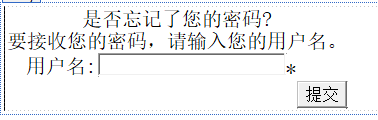 是否忘记了您的密码?
要接收您的密码，请输入您的用户名。
用户名:*
提交